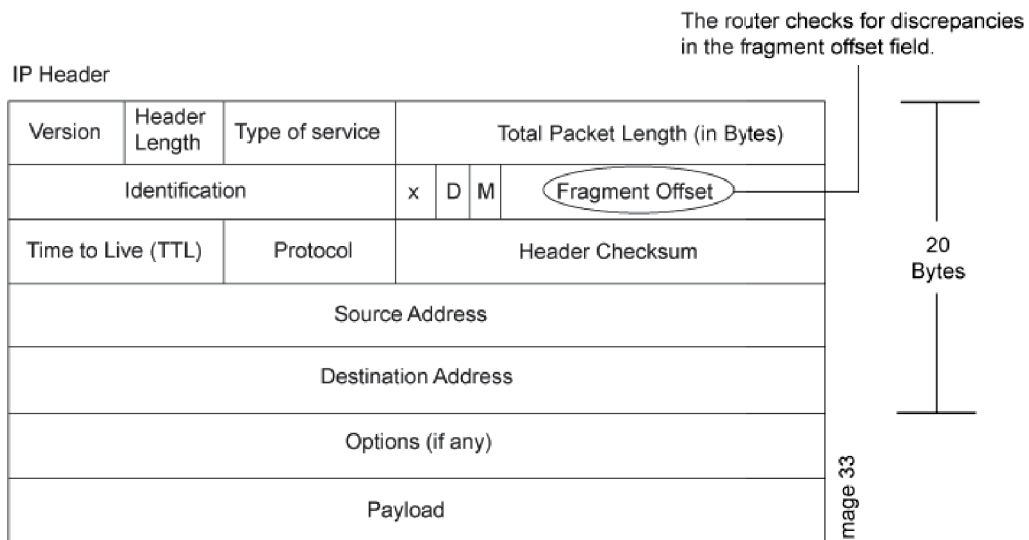 The router checks for discrepancies
in the fragment offset field.
IP Header
Version
Header
Length
Type of service
Total Packet Length (in Bytes)
Identification
x
D
M
Fragment Offset
Time to Live (TTL)
Protocol
Header Checksum
20
Bytes
Source Address
Destination Address
Options (if any)
Payload
mage 33